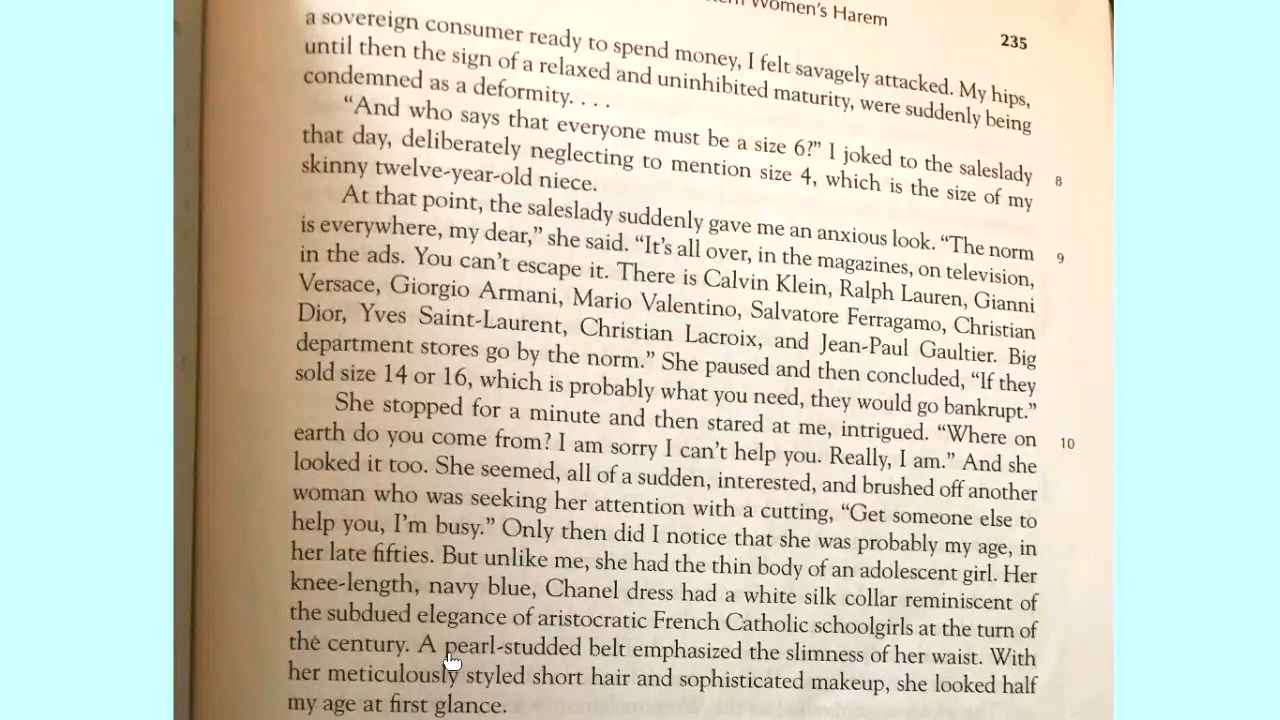 Women's Harem
235
a sovereign consumer ready to spend money, I felt savagely attacked. My hips,
until then the sign of a relaxed and uninhibited maturity, were suddenly being
condemned as a deformity. . . .
"And who says that everyone must be a size 6?" I joked to the saleslady
that day, deliberately neglecting to mention size 4, which is the size of my 8
skinny twelve-year-old niece.
At that point, the saleslady suddenly gave me an anxious look. "The norm
is everywhere, my dear," she said. "It's all over, in the magazines, on television, 9
in the ads. You can't escape it. There is Calvin Klein, Ralph Lauren, Gianni
Versace, Giorgio Armani, Mario Valentino, Salvatore Ferragamo, Christian
Dior, Yves Saint-Laurent, Christian Lacroix, and Jean-Paul Gaultier. Big
department stores go by the norm." She paused and then concluded, "If they
sold size 14 or 16, which is probably what you need, they would go bankrupt."
She stopped for a minute and then stared at me, intrigued. "Where on 10
earth do you come from? I am sorry I can't help you. Really, I am." And she
looked it too. She seemed, all of a sudden, interested, and brushed off another
woman who was seeking her attention with a cutting, "Get someone else to
help you, I'm busy." Only then did I notice that she was probably my age, in
her late fifties. But unlike me, she had the thin body of an adolescent girl. Her
knee-length, navy blue, Chanel dress had a white silk collar reminiscent of
the subdued elegance of aristocratic French Catholic schoolgirls at the turn of
the century. A pearl-studded belt emphasized the slimness of her waist. With
her meticulously styled short hair and sophisticated makeup, she looked half
my age at first glance.